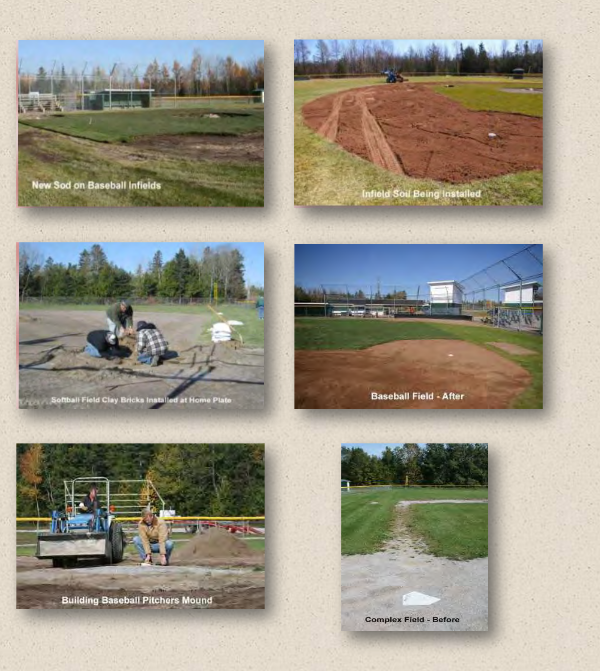 New Sod on Baseball Infields
Infield Soil Being Installed
Softball Field Clay Bricks Installed at Home Plate
Baseball Field - After
Building Baseball Pitchers Mound
Complex Field - Before